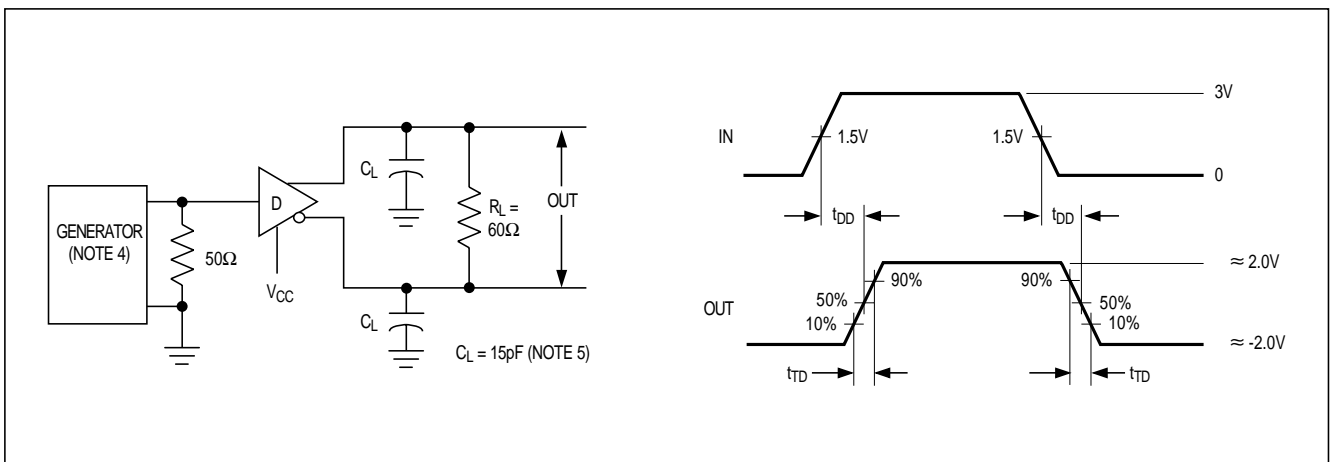 GENERATOR
(NOTE 4)
50Ω
D
VCC
CL
CL
RL =
60Ω
OUT
CL = 15pF (NOTE 5)
IN
1.5V
1.5V
3V
0
tDD
tDD
OUT
90%
50%
10%
90%
50%
10%
≈ 2.0V
≈ -2.0V
tTD
tTD